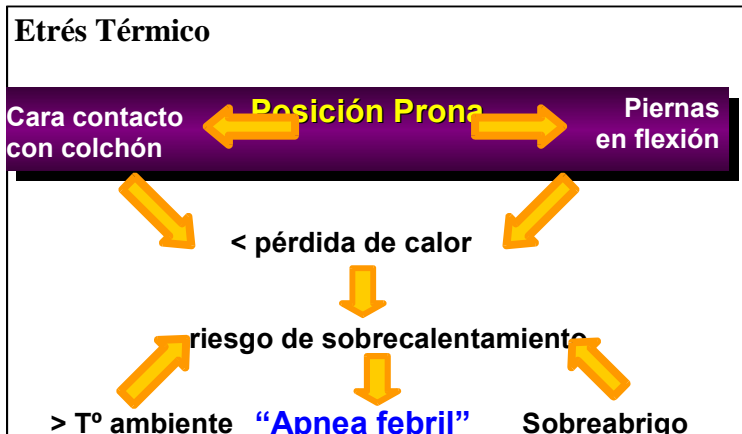 Etrés Térmico
Posición Prona
Cara contacto
con colchón
Piernas
en flexión
< pérdida de calor
riesgo de sobrecalentamiento
> Tº ambiente
“Apnea febril”
Sobreabrigo